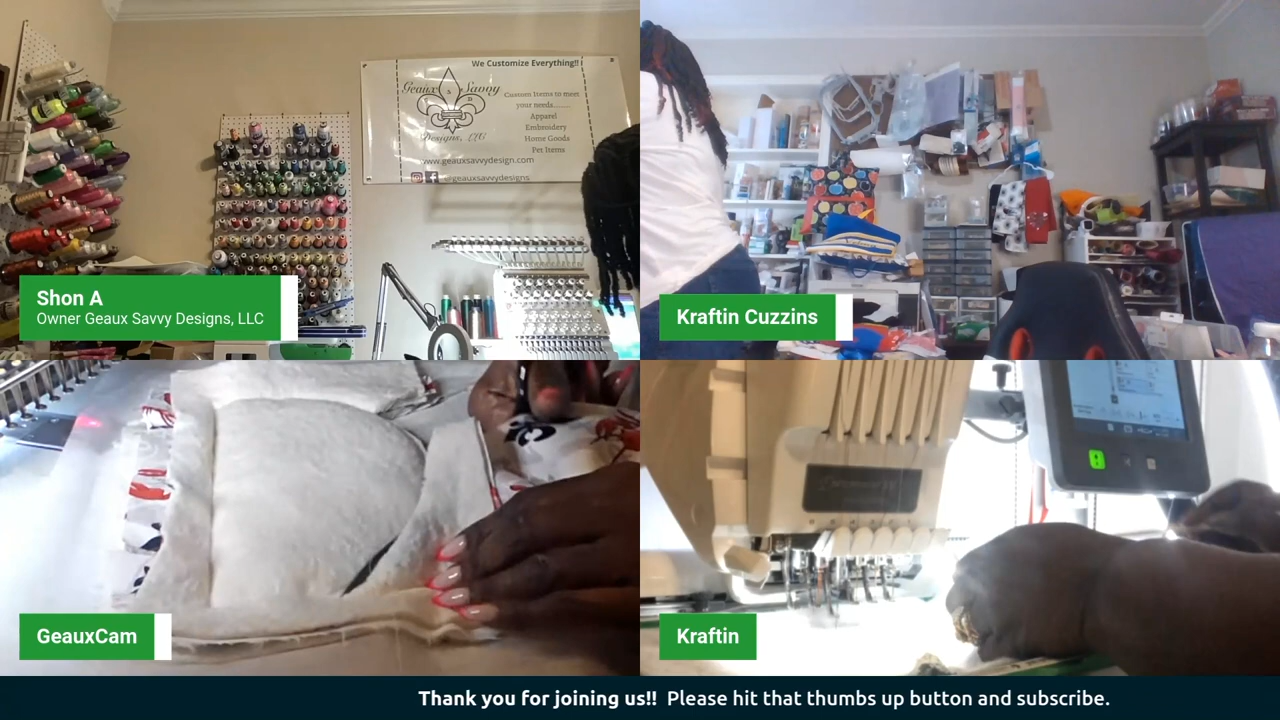 We Customize Everything!!
Geaux Savvy
Designs, LLC
Custom Items to meet
your needs.........
Apparel
Embroidery
Home Goods
Pet Items
www.geauxsavvydesign.com
@geauxsavvydesigns
Shon A
Owner Geaux Savvy Designs, LLC
Kraftin Cuzzins
GeauxCam
Kraftin
Thank you for joining us!! Please hit that thumbs up button and subscribe.